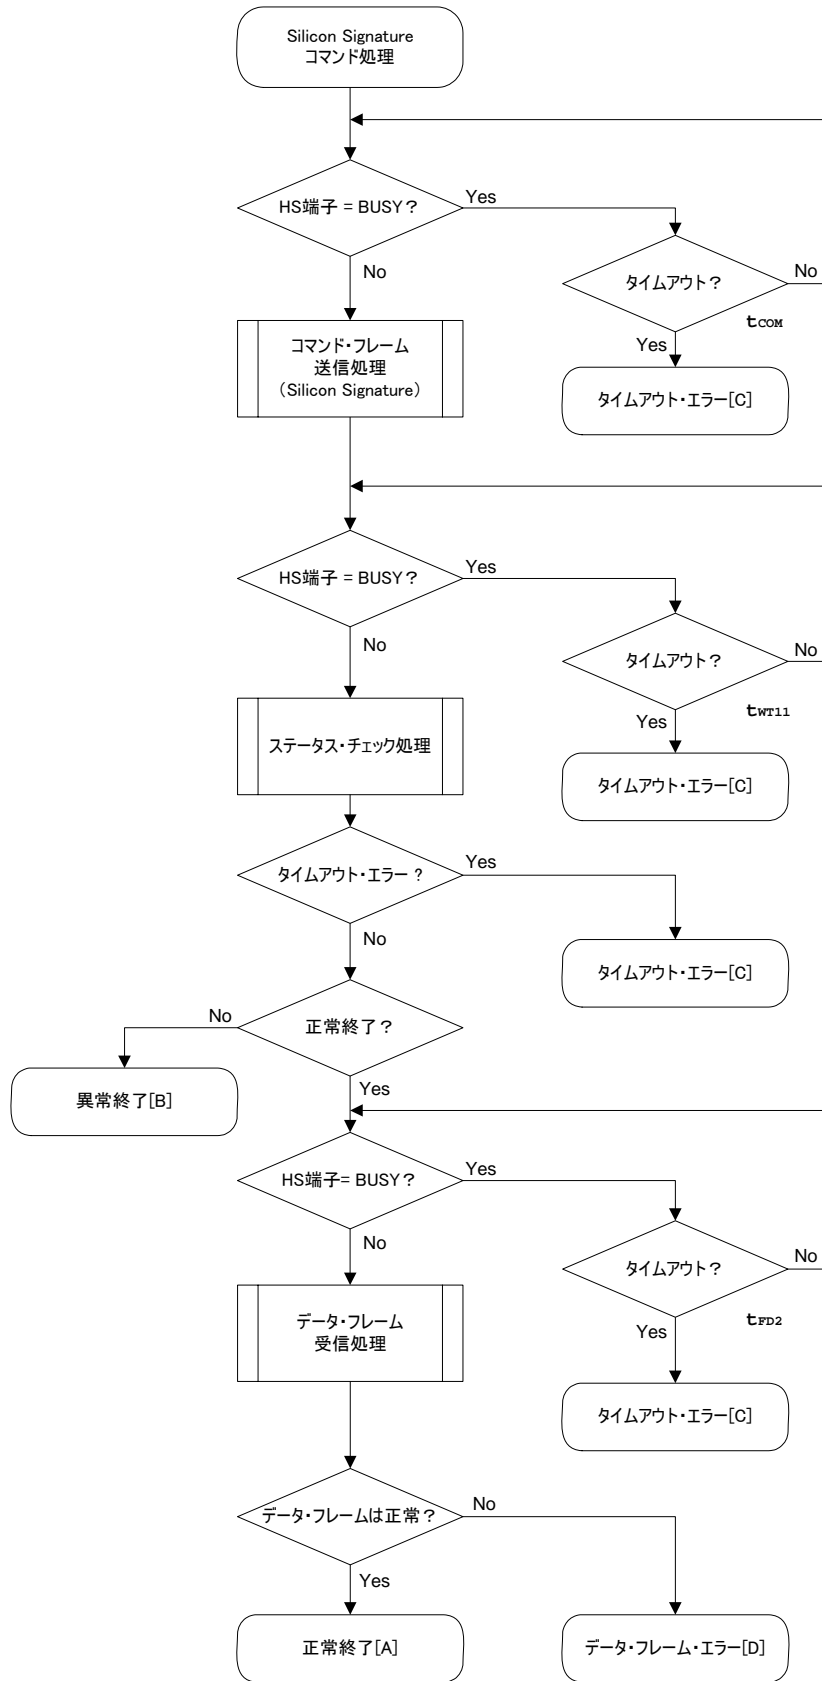 Silicon Signature
コマンド処理
HS端子 = BUSY？
Yes
No
タイムアウト？
No
tCOM
Yes
コマンド・フレーム
送信処理
（Silicon Signature）
タイムアウト・エラー[C]
HS端子 = BUSY？
Yes
No
タイムアウト？
No
tWT11
Yes
ステータス・チェック処理
タイムアウト・エラー[C]
タイムアウト・エラー？
Yes
No
タイムアウト・エラー[C]
正常終了？
No
Yes
異常終了[B]
HS端子= BUSY？
Yes
No
タイムアウト？
No
tFD2
Yes
データ・フレーム
受信処理
タイムアウト・エラー[C]
データ・フレームは正常？
No
Yes
正常終了[A]
データ・フレーム・エラー[D]